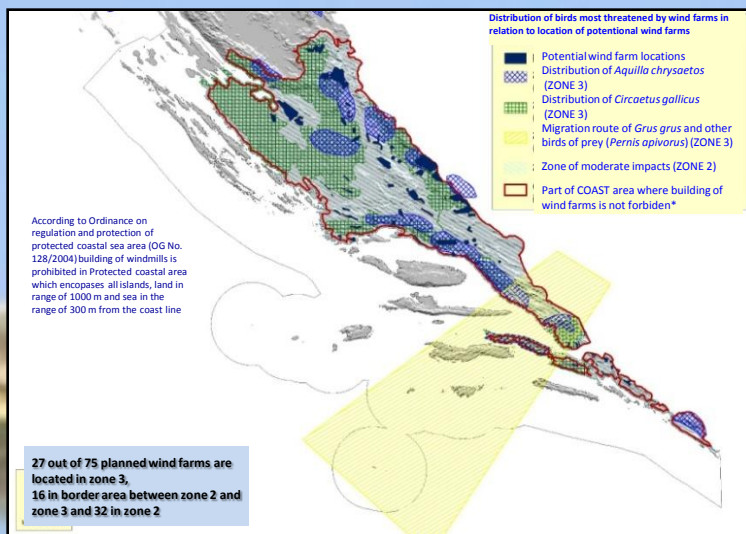 Distribution of birds most threatened by wind farms in
relation to location of potentional wind farms
Potential wind farm locations
Distribution of Aquilla chrysaetos
(ZONE 3)
Distribution of Circaetus gallicus
(ZONE 3)
Migration route of Grus grus and other
birds of prey (Pernis apivorus) (ZONE 3)
Zone of moderate impacts (ZONE 2)
Part of COAST area where building of
wind farms is not forbiden*
According to Ordinance on
regulation and protection of
protected coastal sea area (OG No.
128/2004) building of windmills is
prohibited in Protected coastal area
which encopases all islands, land in
range of 1000 m and sea in the
range of 300 m from the coast line
27 out of 75 planned wind farms are
located in zone 3,
16 in border area between zone 2 and
zone 3 and 32 in zone 2